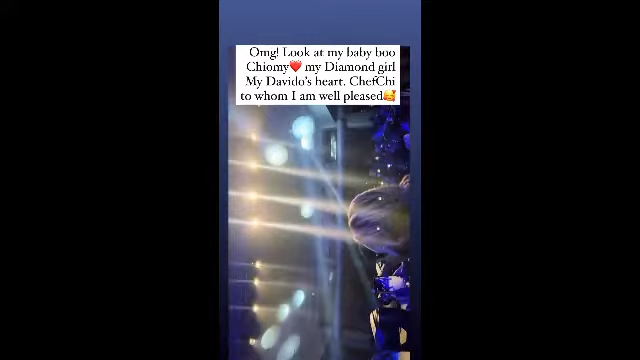 Omg! Look at my baby boo
Chiomy❤️ my Diamond girl
My Davido's heart. ChefChi
to whom I am well pleased🥰